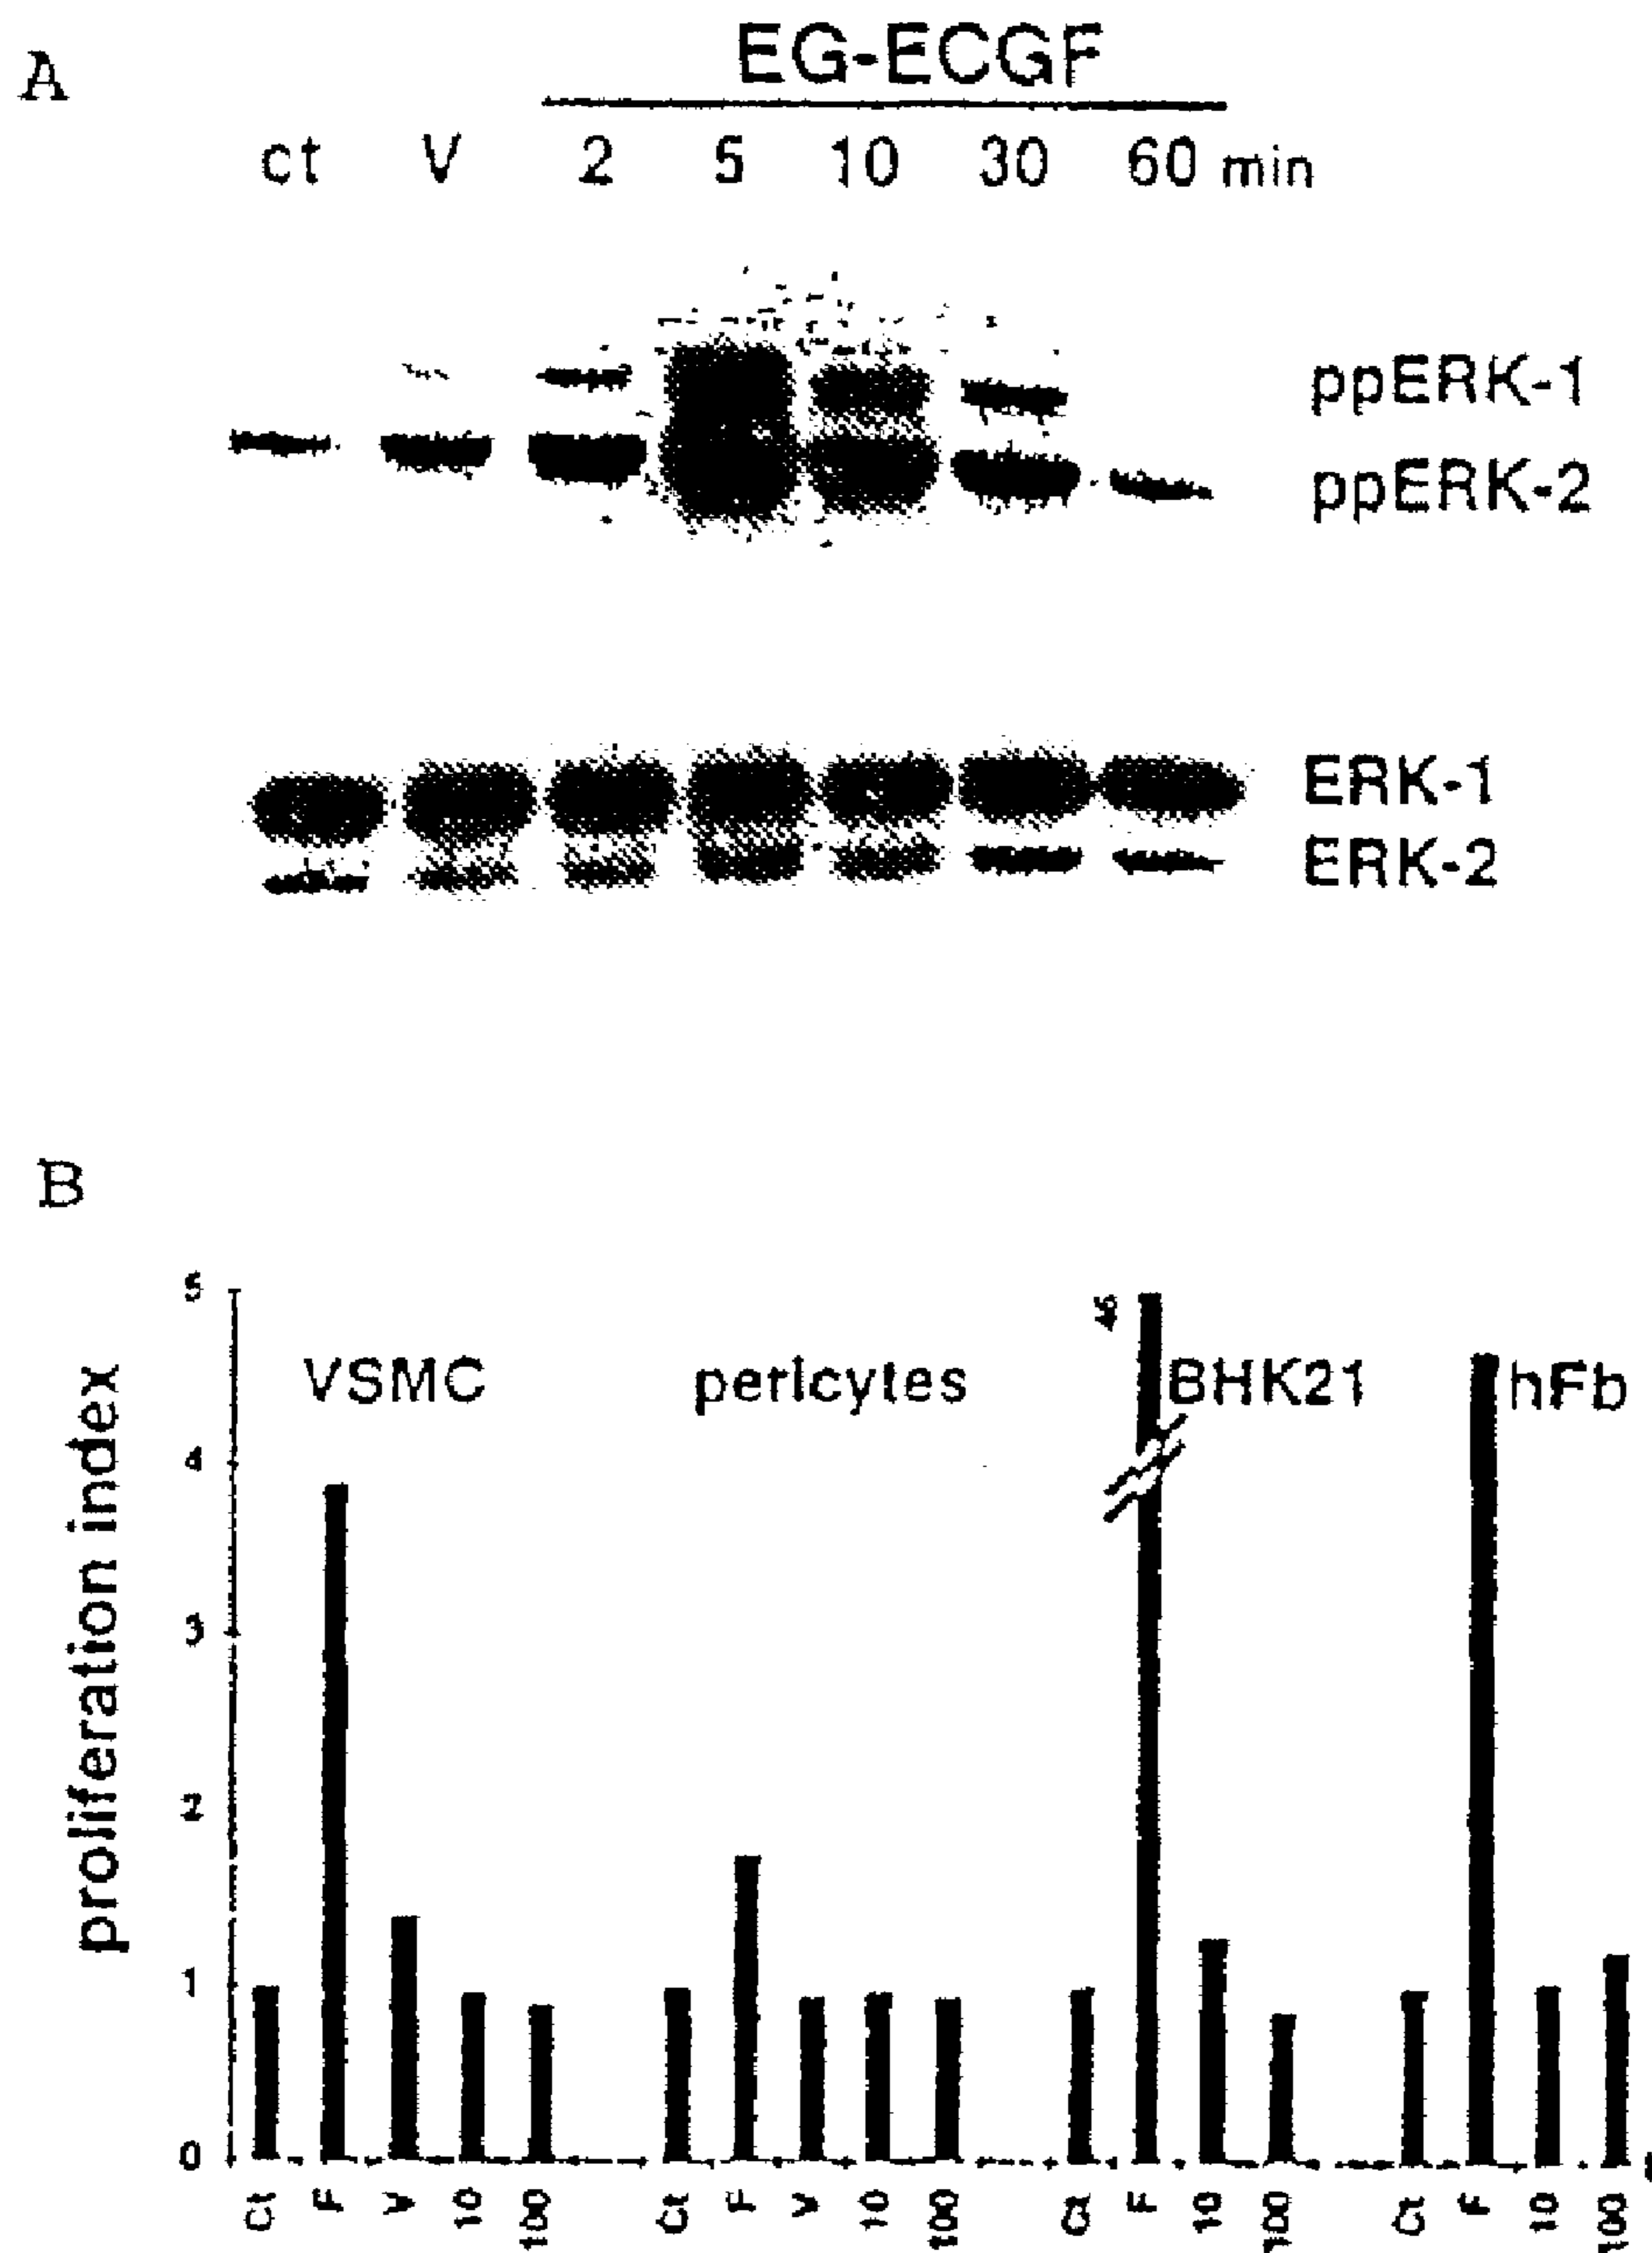 A
EG-ECGF
ct V 2 5 10 30 60 min
ppERK-1
ppERK-2
ERK-1
ERK-2
B
proliferation index
5
4
3
2
1
0
VSMC pericytes BHK21 hFb
Ct F V 10 100 Ct F V 10 100 Ct F 10 100 Ct F 10 100